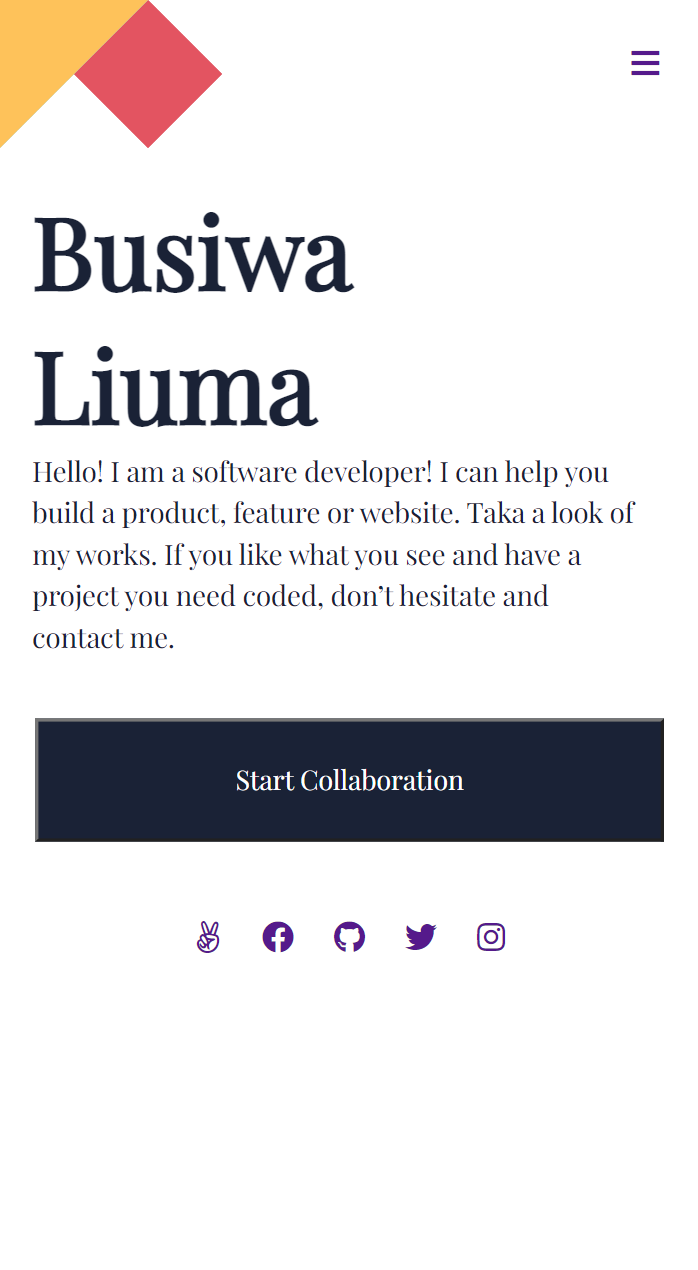 Busiwa
Liuma
Hello! I am a software developer! I can help you
build a product, feature or website. Taka a look of
my works. If you like what you see and have a
project you need coded, don’t hesitate and
contact me.
Start Collaboration